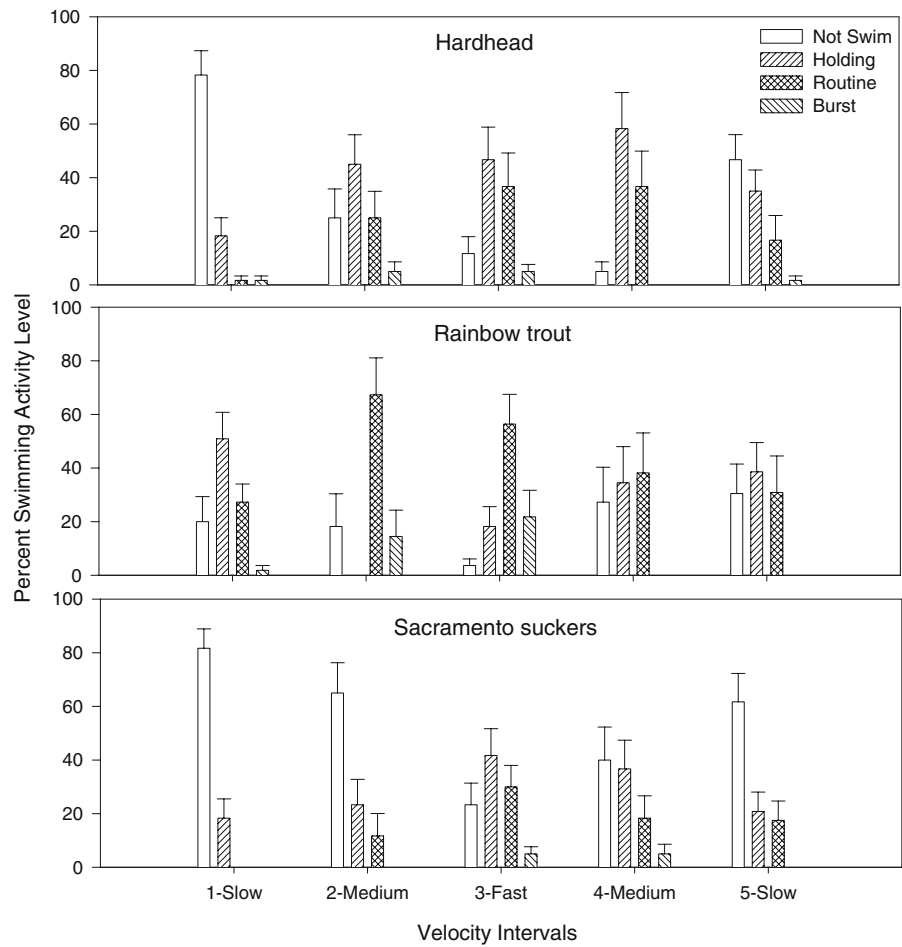 Hardhead
Not Swim
Holding
Routine
Burst
100
80
60
40
20
0
Rainbow trout
100
80
60
40
20
0
Sacramento suckers
100
80
60
40
20
0
Percent Swimming Activity Level
1-Slow 2-Medium 3-Fast 4-Medium 5-Slow
Velocity Intervals